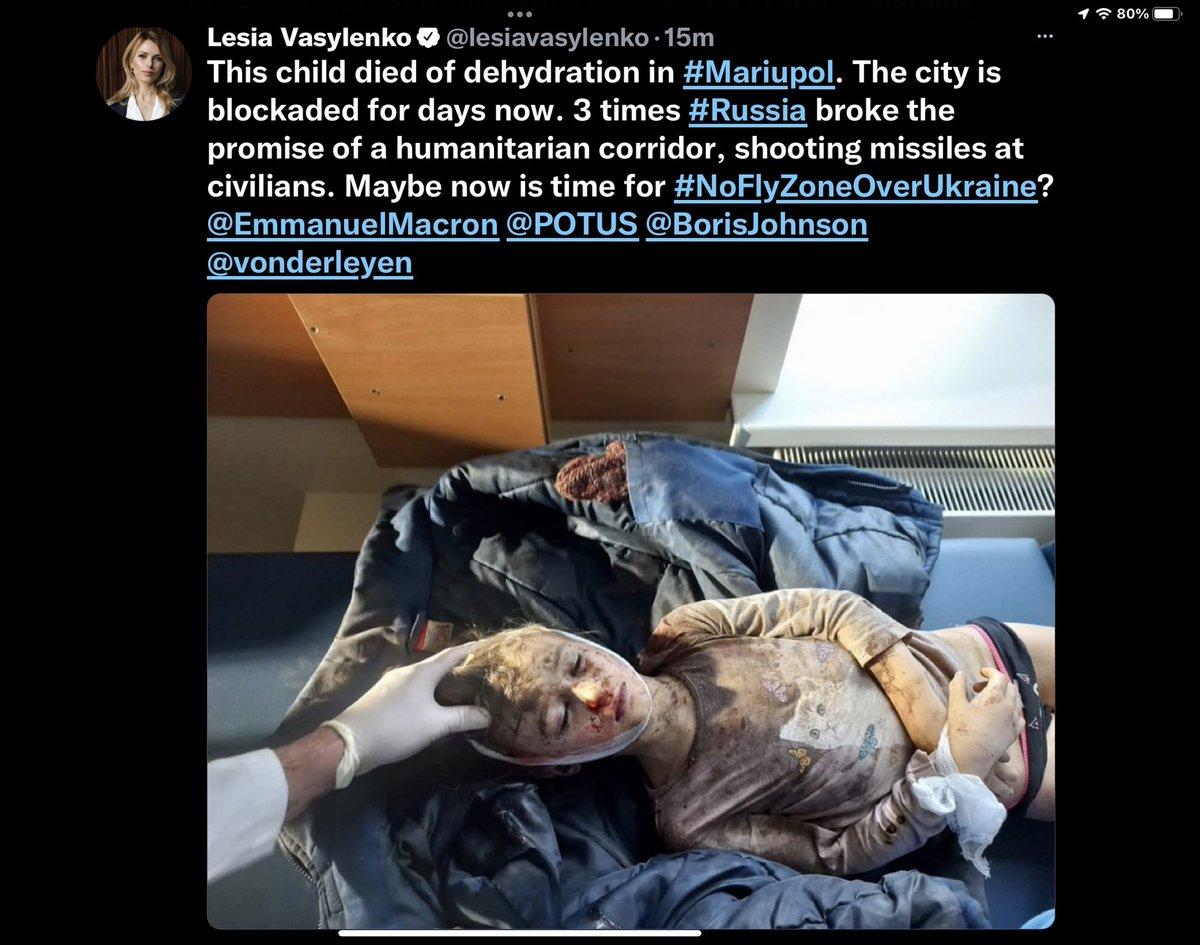 80%
Lesia Vasylenko @lesiavasylenko · 15m
This child died of dehydration in #Mariupol. The city is
blockaded for days now. 3 times #Russia broke the
promise of a humanitarian corridor, shooting missiles at
civilians. Maybe now is time for #NoFlyZoneOverUkraine?
@EmmanuelMacron @POTUS @BorisJohnson
@vonderleyen